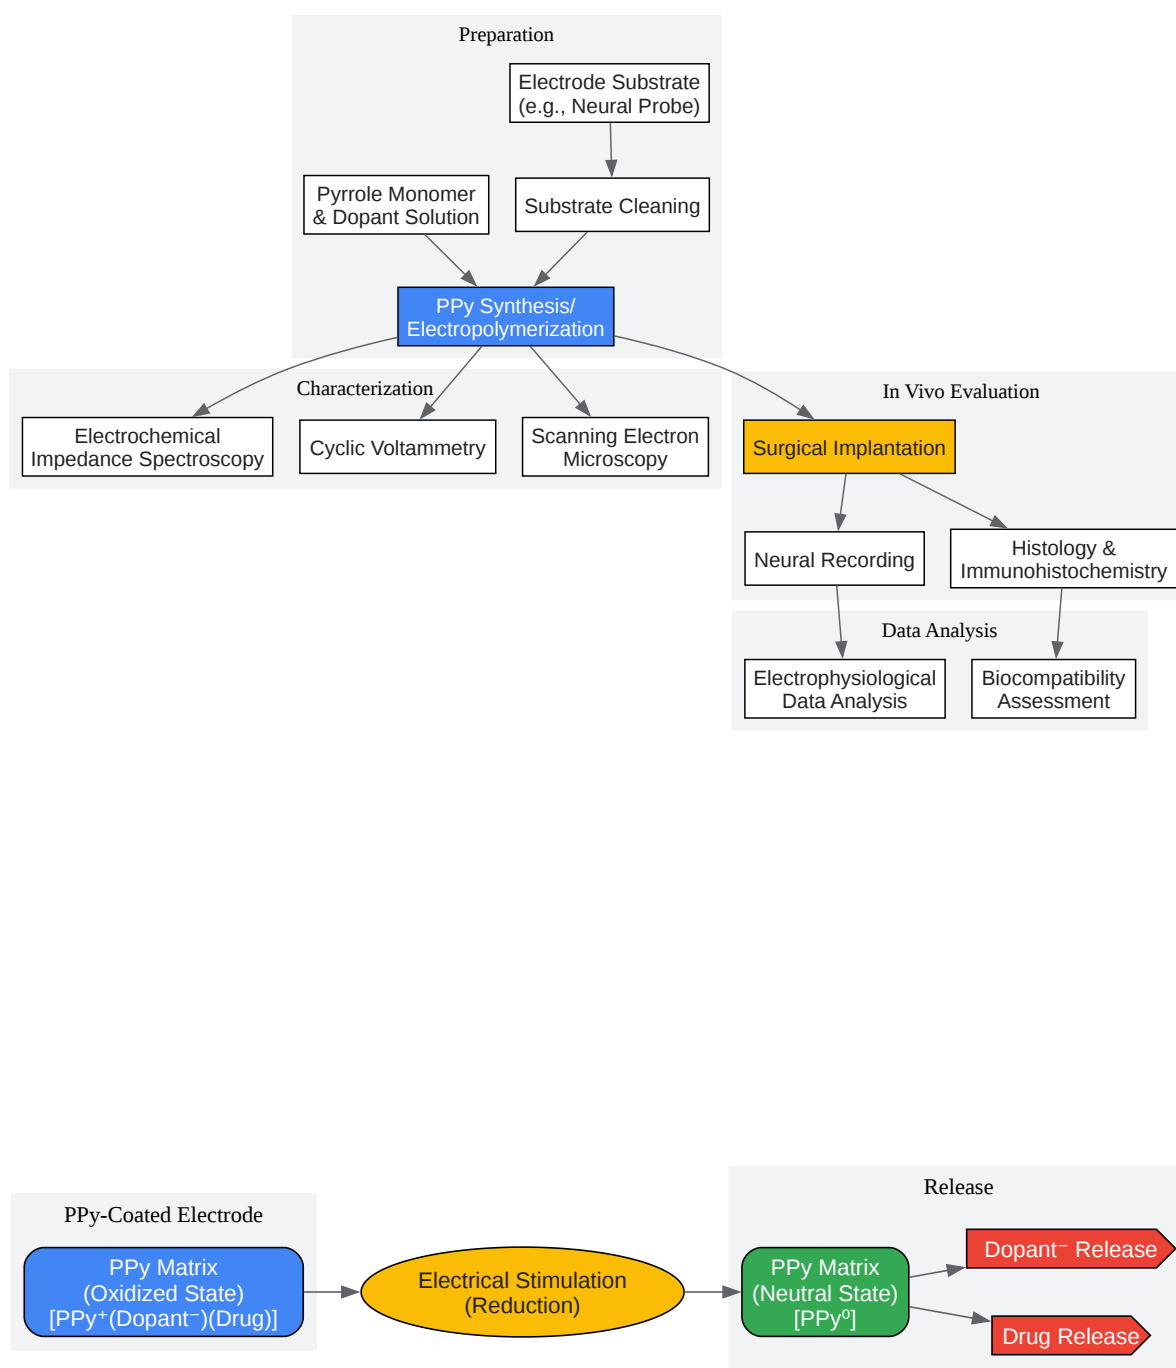 Preparation
Electrode Substrate
(e.g., Neural Probe)
Pyrrole Monomer
& Dopant Solution
Substrate Cleaning
PPy Synthesis/
Electropolymerization
Characterization
Electrochemical
Impedance Spectroscopy
Cyclic Voltammetry
Scanning Electron
Microscopy
In Vivo Evaluation
Surgical Implantation
Neural Recording
Histology &
Immunohistochemistry
Data Analysis
Electrophysiological
Data Analysis
Biocompatibility
Assessment
PPy-Coated Electrode
PPy Matrix
(Oxidized State)
[PPy⁺(Dopant⁻)(Drug)]
Electrical Stimulation
(Reduction)
Release
PPy Matrix
(Neutral State)
[PPy⁰]
Dopant⁻ Release
Drug Release